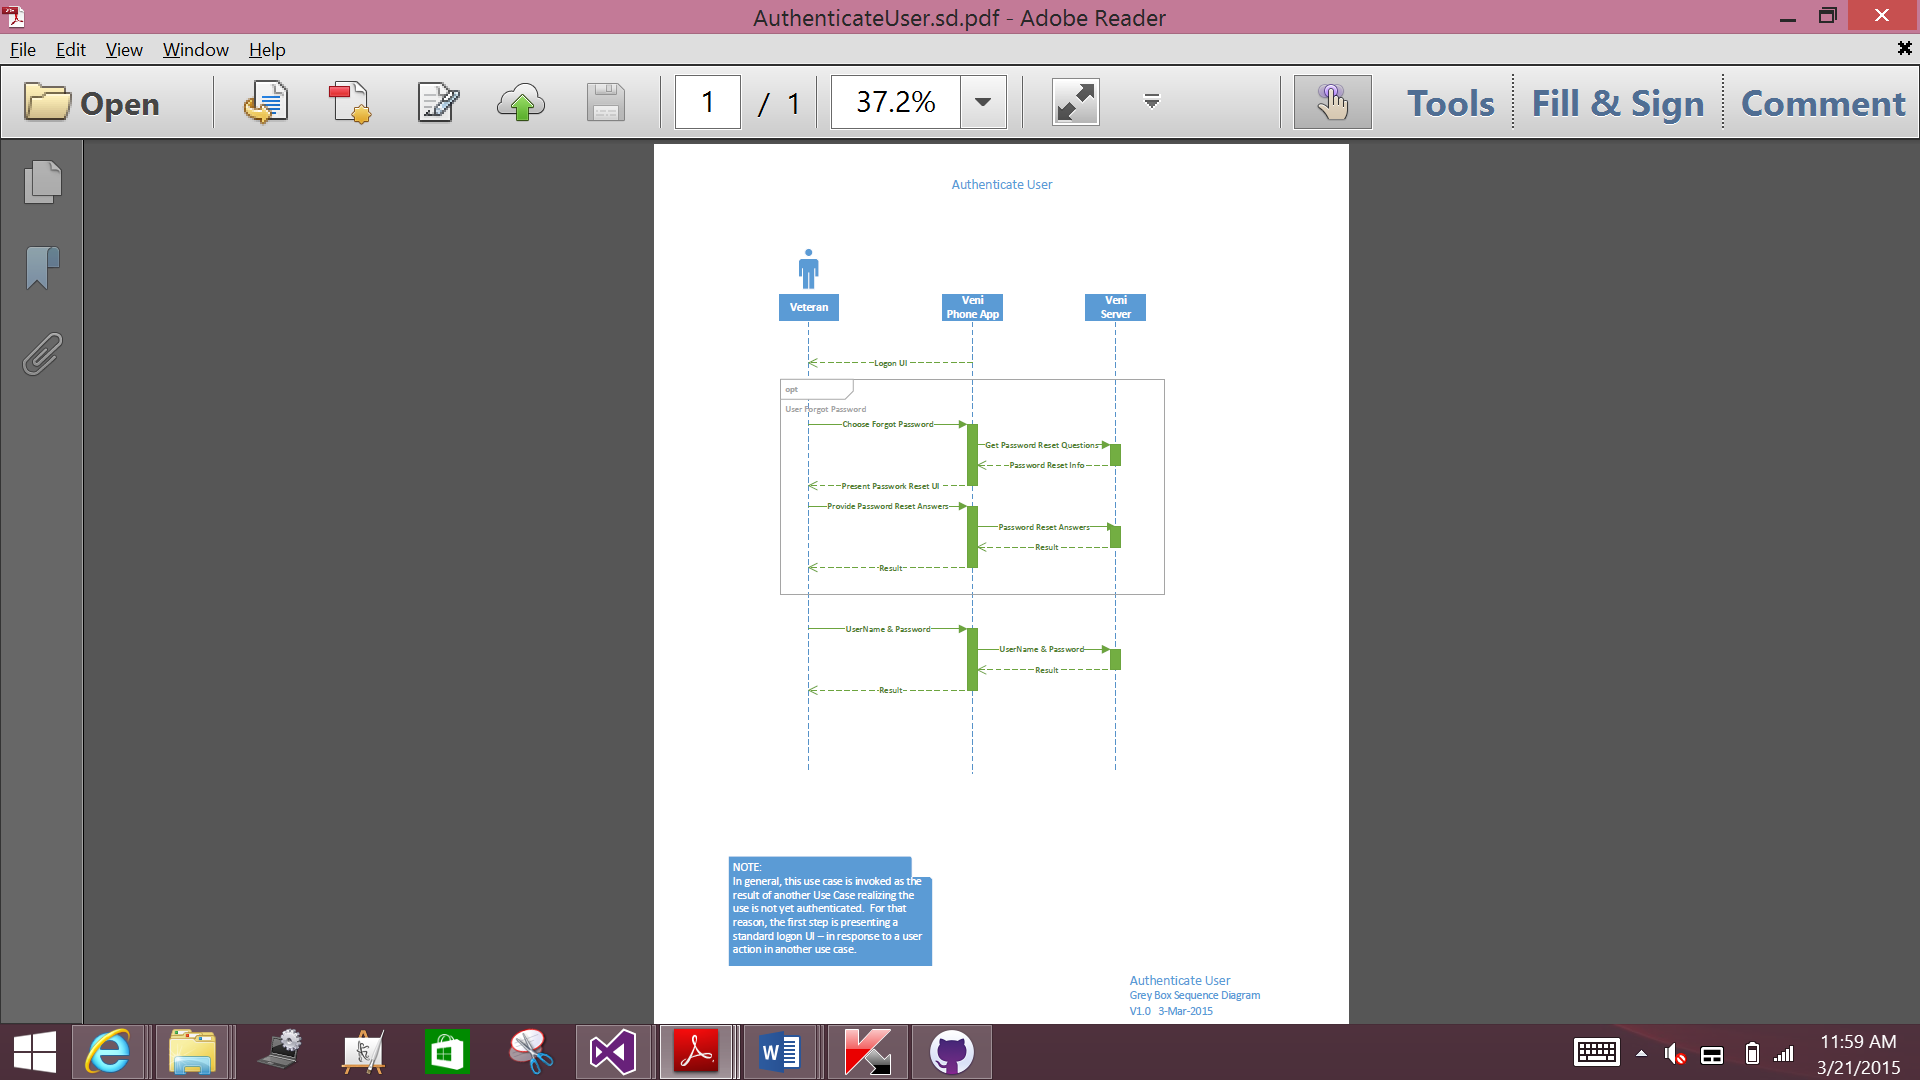 AuthenticateUser.sd.pdf - Adobe Reader
File Edit View Window Help
Open
1 / 1
37.2%
Tools
Fill & Sign
Comment
Authenticate User
Veteran
Veni
Phone App
Veni
Server
Logon UI
opt
User Forgot Password
Choose Forgot Password
Get Password Reset Questions
Password Reset Info
Present Passwork Reset UI
Provide Password Reset Answers
Password Reset Answers
Result
Result
UserName & Password
UserName & Password
Result
Result
NOTE:
In general, this use case is invoked as the
result of another Use Case realizing the
use is not yet authenticated. For that
reason, the first step is presenting a
standard logon UI – in response to a user
action in another use case.
Authenticate User
Grey Box Sequence Diagram
V1.0 3-Mar-2015
11:59 AM
3/21/2015